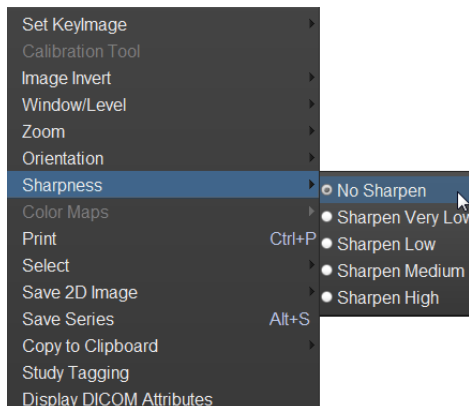 Set KeyImage
Calibration Tool
Image Invert
Window/Level
Zoom
Orientation
Sharpness
Color Maps
Print Ctrl+P
Select
Save 2D Image
Save Series Alt+S
Copy to Clipboard
Study Tagging
Display DICOM Attributes
No Sharpen
Sharpen Very Low
Sharpen Low
Sharpen Medium
Sharpen High